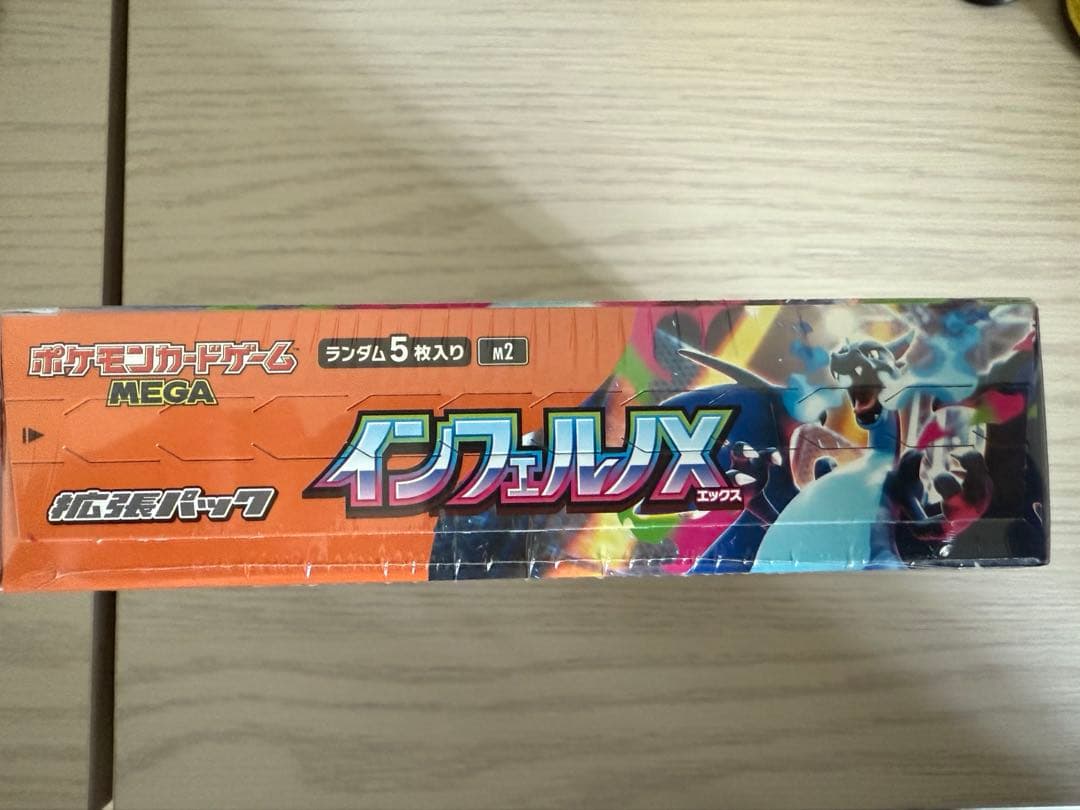 ポケモンカードゲーム
MEGA
ランダム5枚入り
M2
インフェルノX
エックス
拡張パック